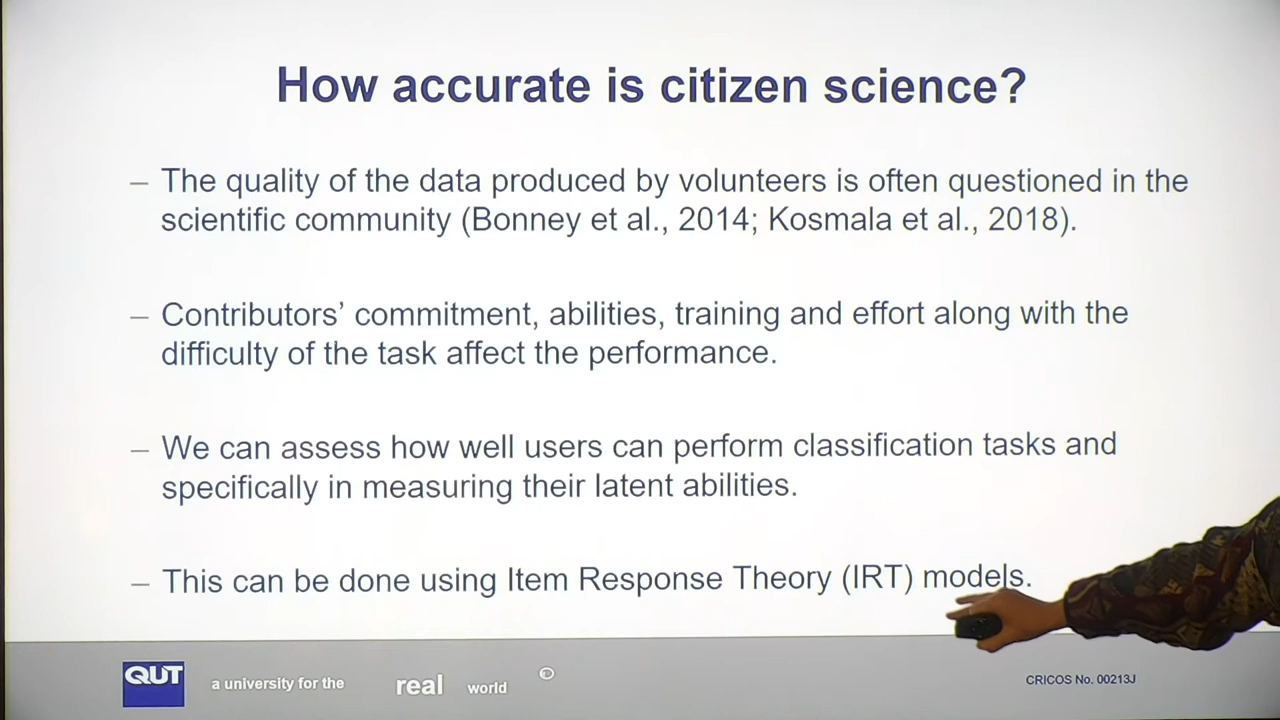 How accurate is citizen science?
– The quality of the data produced by volunteers is often questioned in the
scientific community (Bonney et al., 2014; Kosmala et al., 2018).
– Contributors’ commitment, abilities, training and effort along with the
difficulty of the task affect the performance.
– We can assess how well users can perform classification tasks and
specifically in measuring their latent abilities.
– This can be done using Item Response Theory (IRT) models.
QUT
a university for the real world
CRICOS No. 00213J